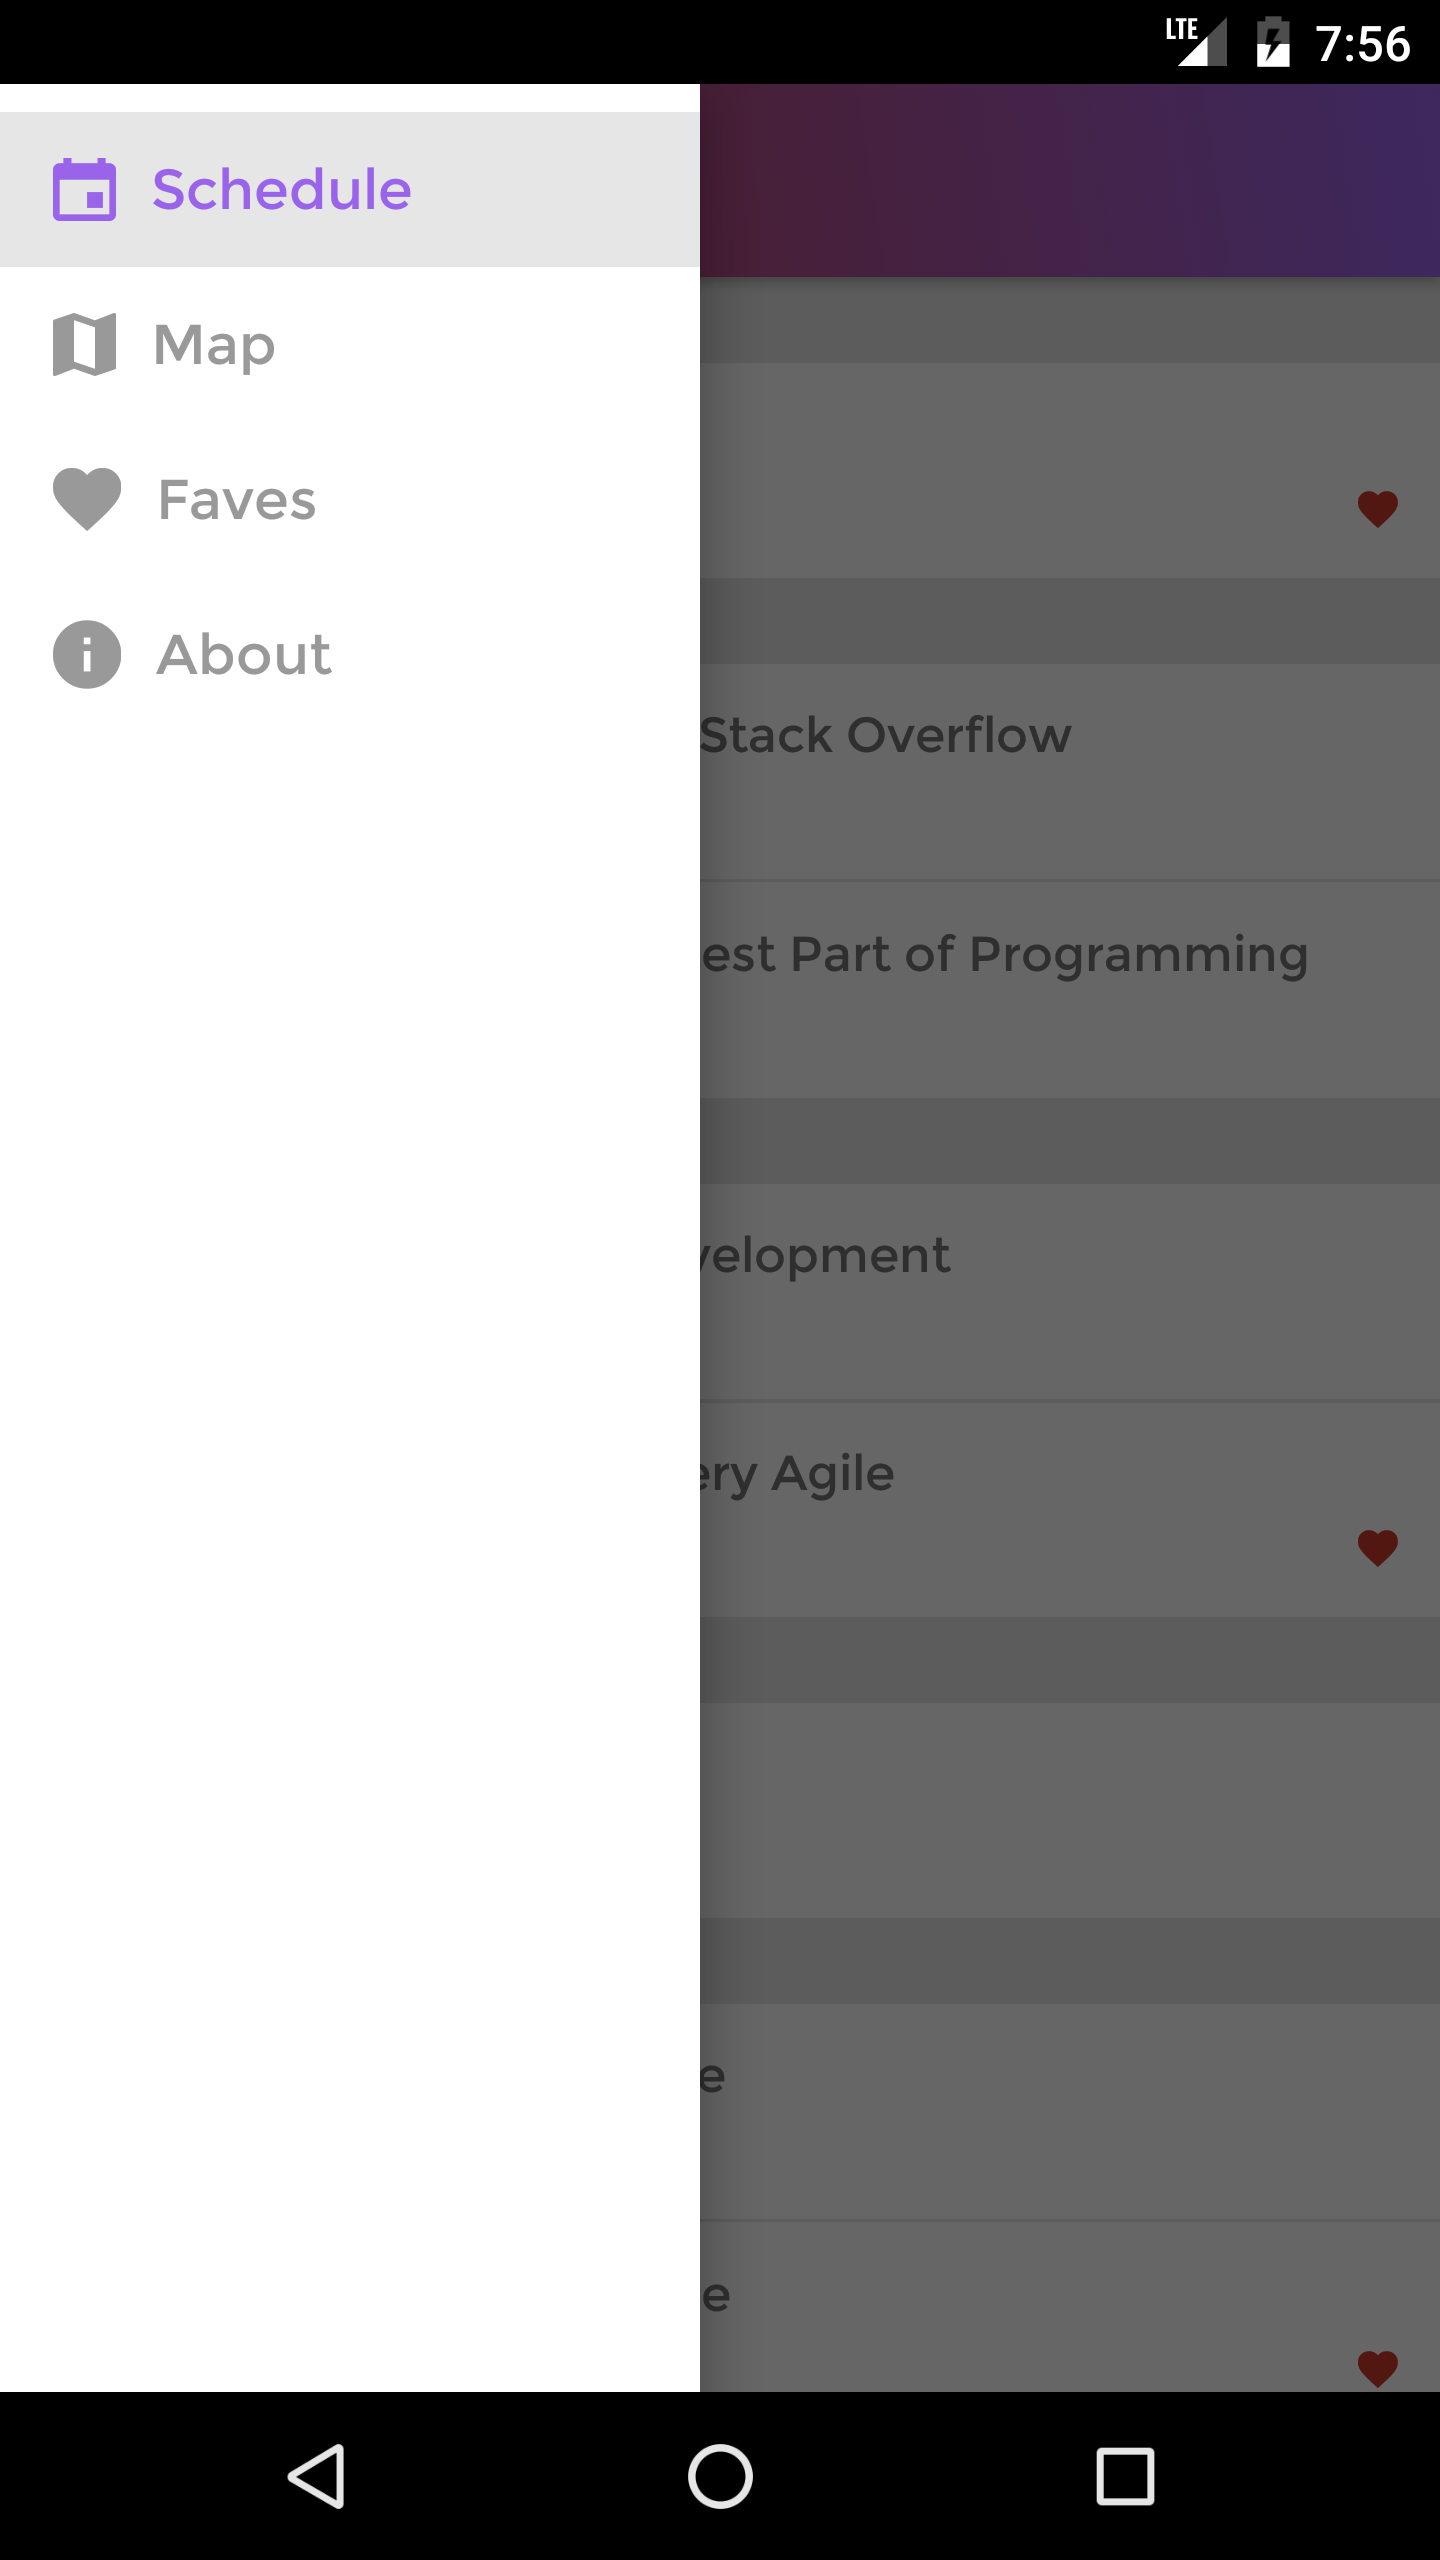 LTE 7:56
Schedule
Map
Faves
About
Stack Overflow
est Part of Programming
velopment
ery Agile
e
e